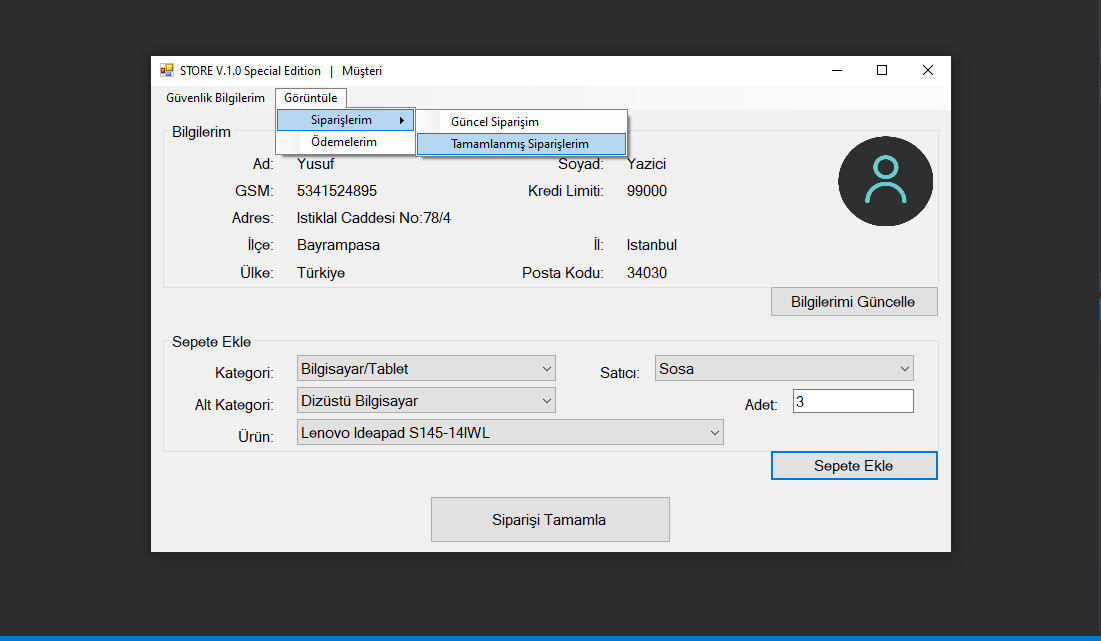 STORE V.1.0 Special Edition | Müşteri
Güvenlik Bilgilerim Görüntüle
Siparişlerim
Ödemelerim
Güncel Siparişim
Tamamlanmış Siparişlerim
Bilgilerim
Ad: Yusuf Soyad: Yazici
GSM: 5341524895 Kredi Limiti: 99000
Adres: Istiklal Caddesi No:78/4
İlçe: Bayrampasa İl: Istanbul
Ülke: Türkiye Posta Kodu: 34030
Bilgilerimi Güncelle
Sepete Ekle
Kategori: Bilgisayar/Tablet Satıcı: Sosa
Alt Kategori: Dizüstü Bilgisayar Adet: 3
Ürün: Lenovo Ideapad S145-14IWL
Sepete Ekle
Siparişi Tamamla